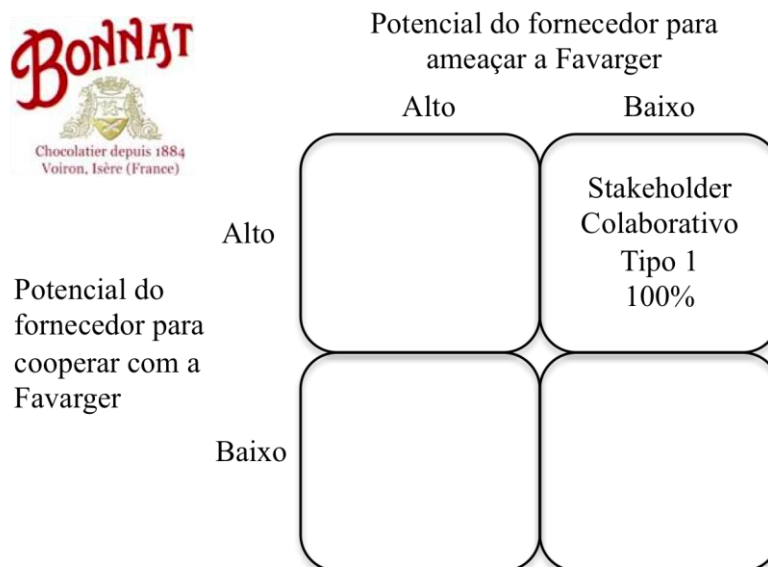 BONNAT
Chocolatier depuis 1884
Voiron, Isère (France)
Potencial do fornecedor para
ameaçar a Favarger
Alto
Baixo
Alto
Stakeholder
Colaborativo
Tipo 1
100%
Potencial do
fornecedor para
cooperar com a
Favarger
Baixo